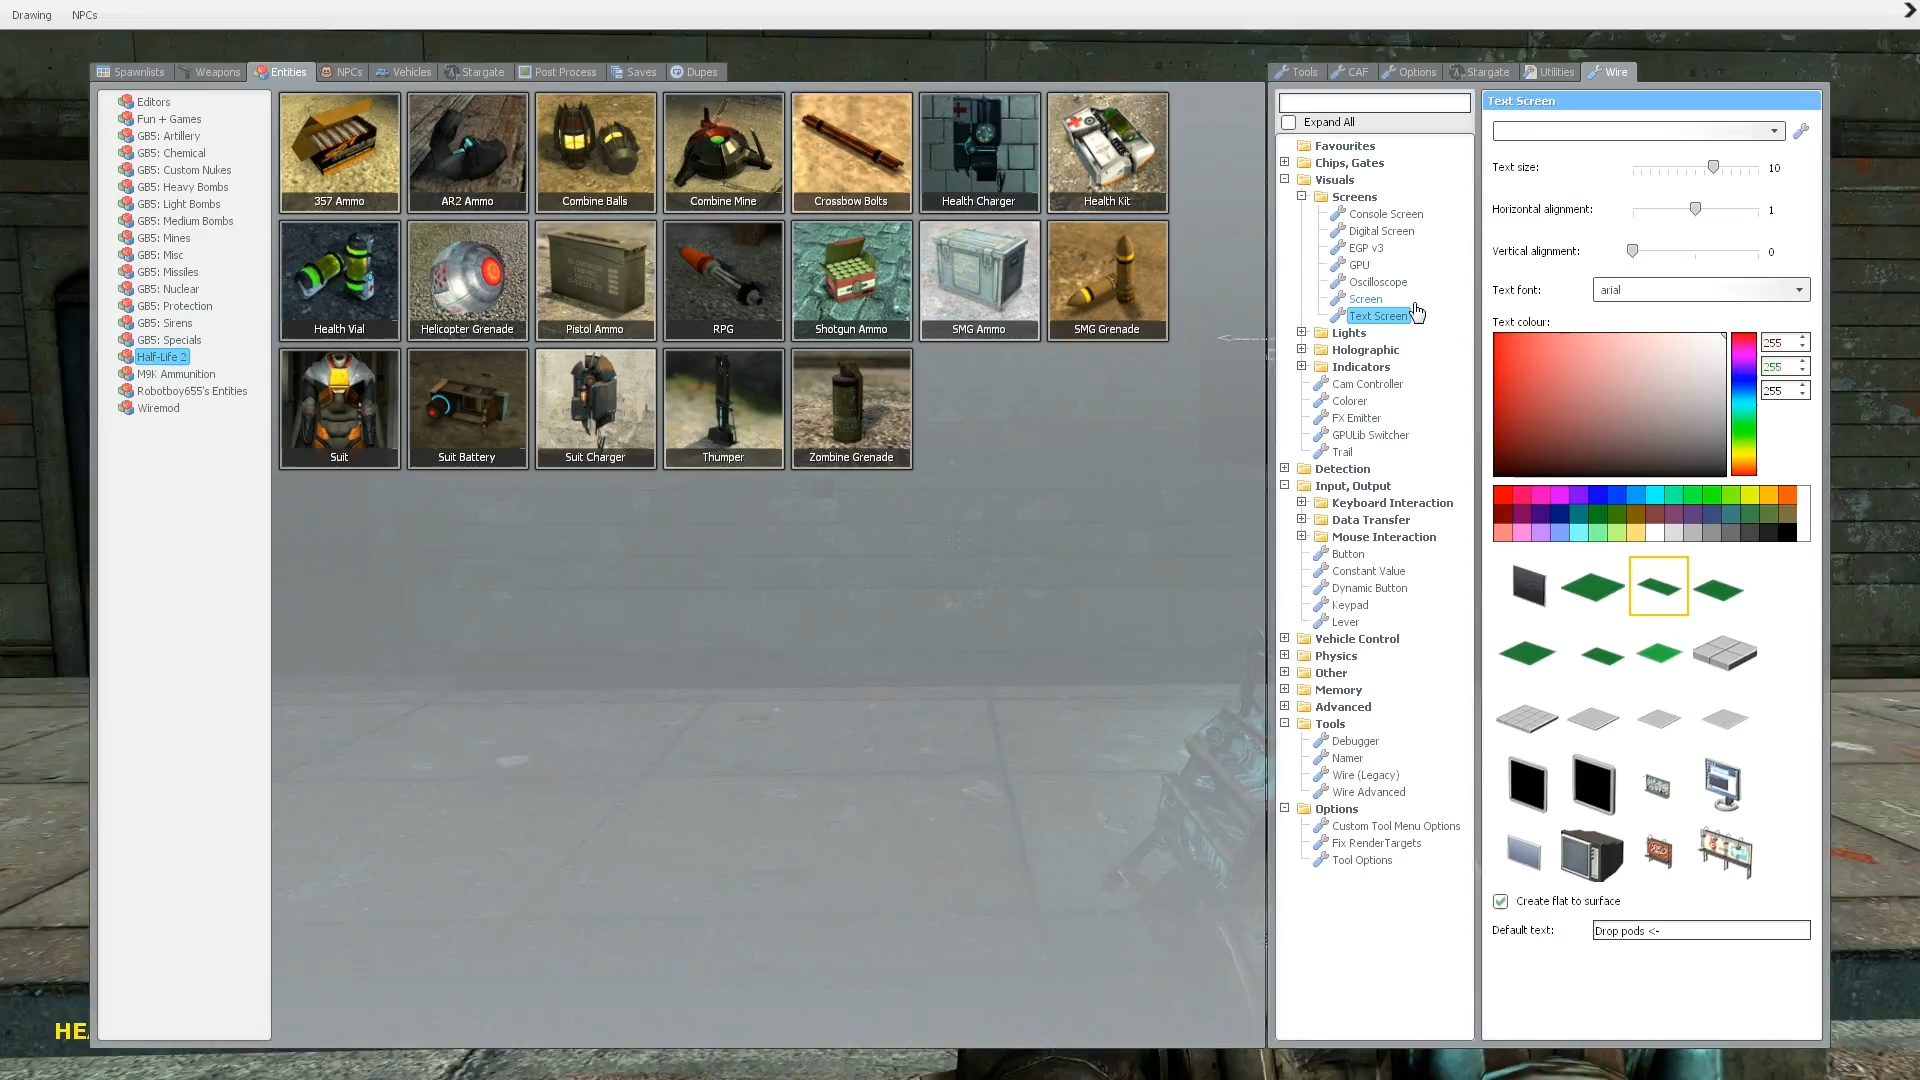 Drawing NPCs
Spawnlists Weapons Entities NPCs Vehicles Stargate Post Process Saves Dupes
Editors
Fun + Games
GB5: Artillery
GB5: Chemical
GB5: Custom Nukes
GB5: Heavy Bombs
GB5: Light Bombs
GB5: Medium Bombs
GB5: Mines
GB5: Misc
GB5: Missiles
GB5: Nuclear
GB5: Protection
GB5: Sirens
GB5: Specials
Half-Life 2
M9K Ammunition
Robotboy655's Entities
Wiremod
357 Ammo AR2 Ammo Combine Balls Combine Mine Crossbow Bolts Health Charger Health Kit
Health Vial Helicopter Grenade Pistol Ammo RPG Shotgun Ammo SMG Ammo SMG Grenade
Suit Suit Battery Suit Charger Thumper Zombine Grenade
Tools CAF Options Stargate Utilities Wire
Expand All
Favourites
Chips, Gates
Visuals
Screens
Console Screen
Digital Screen
EGP v3
GPU
Oscilloscope
Screen
Text Screen
Lights
Holographic
Indicators
Cam Controller
Colorer
FX Emitter
GPULib Switcher
Trail
Detection
Input, Output
Keyboard Interaction
Data Transfer
Mouse Interaction
Button
Constant Value
Dynamic Button
Keypad
Lever
Vehicle Control
Physics
Other
Memory
Advanced
Tools
Debugger
Namer
Wire (Legacy)
Wire Advanced
Options
Custom Tool Menu Options
Fix RenderTargets
Tool Options
Text Screen
Text size: 10
Horizontal alignment: 1
Vertical alignment: 0
Text font: arial
Text colour:
255
255
255
Create flat to surface
Default text: Drop pods <-